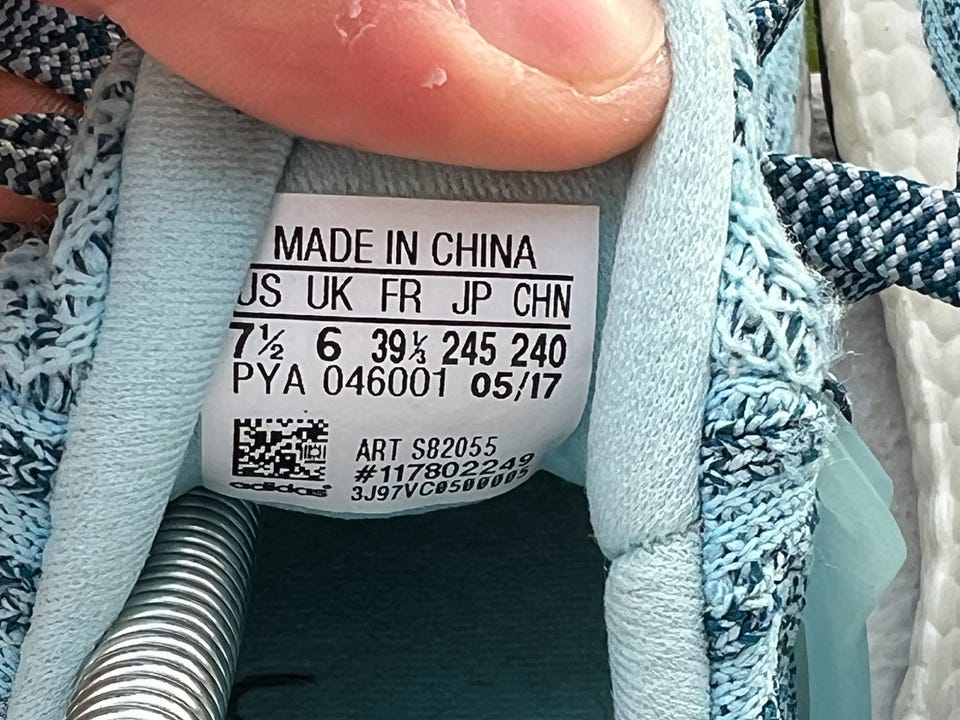 MADE IN CHINA
US UK FR JP CHN
7½ 6 39⅓ 245 240
PYA 046001 05/17
ART S82055
#117802249
3J97VC0500005
adidas